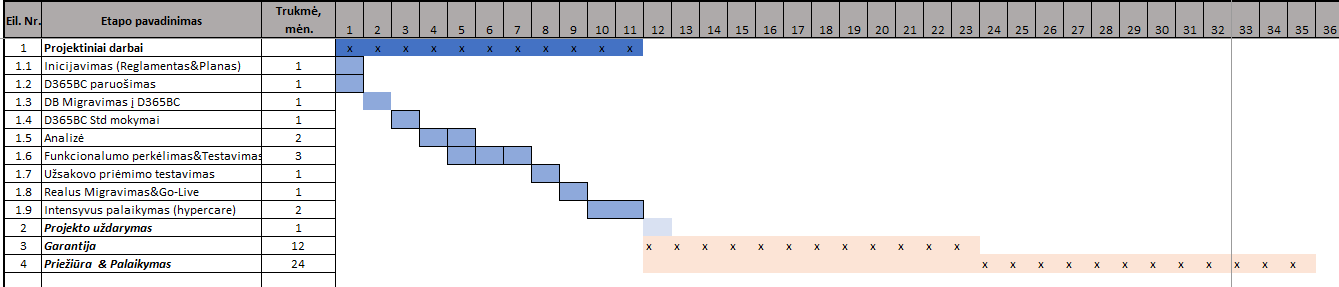 Eil. Nr. Etapo pavadinimas Trukmė, mėn. 1 2 3 4 5 6 7 8 9 10 11 12 13 14 15 16 17 18 19 20 21 22 23 24 25 26 27 28 29 30 31 32 33 34 35 36
1 Projektiniai darbai x x x x x x x x x x x
1.1 Inicijavimas (Reglamentas&Planas) 1
1.2 D365BC paruošimas 1
1.3 DB Migravimas į D365BC 1
1.4 D365BC Std mokymai 1
1.5 Analizė 2
1.6 Funkcionalumo perkėlimas&Testavimas 3
1.7 Užsakovo priėmimo testavimas 1
1.8 Realus Migravimas&Go-Live 1
1.9 Intensyvus palaikymas (hypercare) 2
2 Projekto uždarymas 1
3 Garantija 12 x x x x x x x x x x x x
4 Priežiūra & Palaikymas 24 x x x x x x x x x x x x